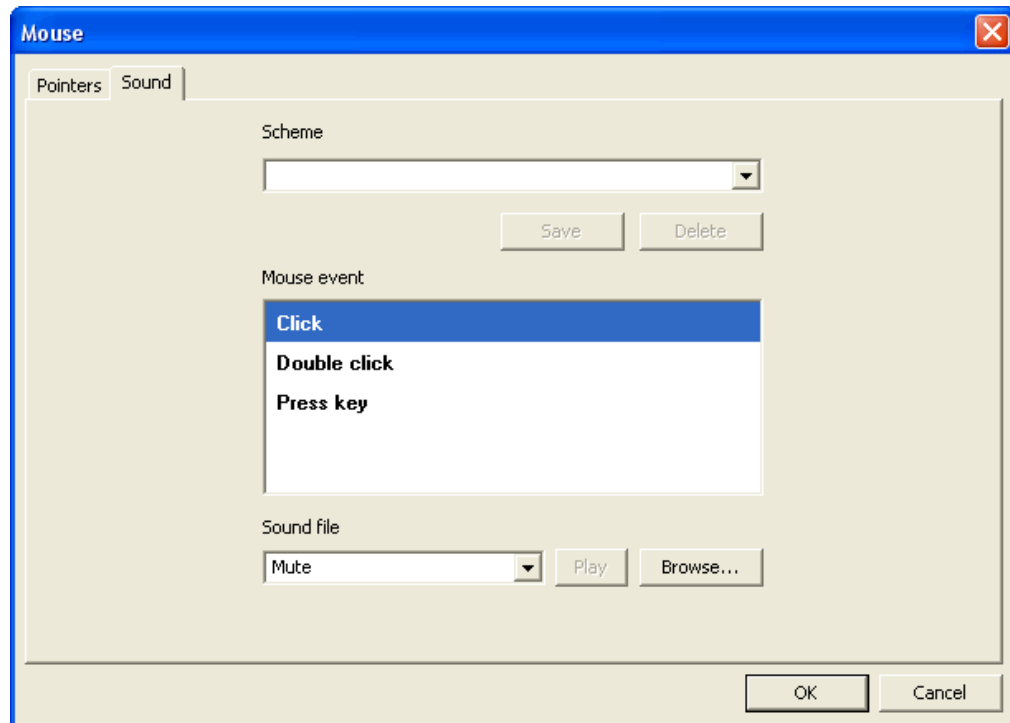 Mouse
Pointers Sound
Scheme
Save Delete
Mouse event
Click
Double click
Press key
Sound file
Mute Play Browse...
OK Cancel